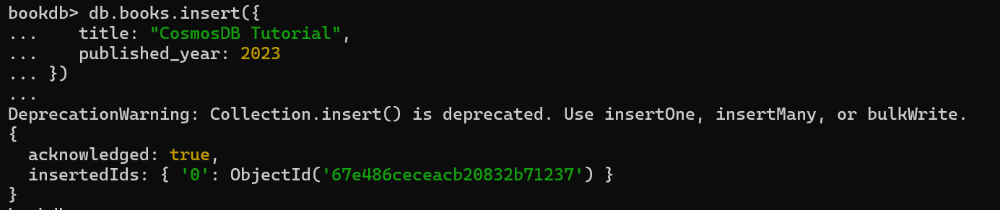 bookdb> db.books.insert({
...    title: "CosmosDB Tutorial",
...    published_year: 2023
... })
...
DeprecationWarning: Collection.insert() is deprecated. Use insertOne, insertMany, or bulkWrite.
{
  acknowledged: true,
  insertedIds: { '0': ObjectId('67e486ceceacb20832b71237') }
}